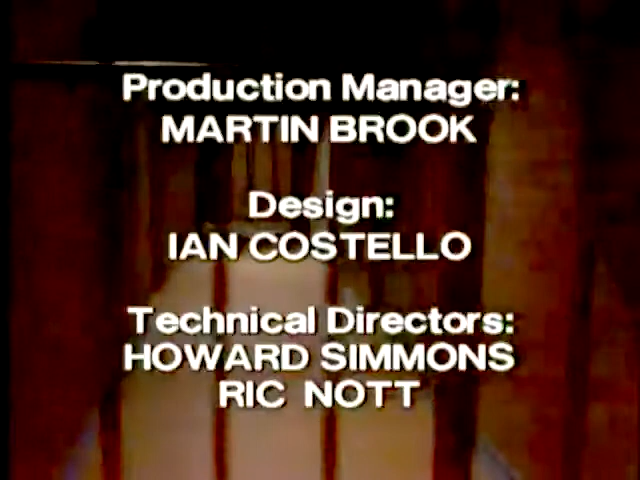 Production Manager:
MARTIN BROOK
Design:
IAN COSTELLO
Technical Directors:
HOWARD SIMMONS
RIC NOTT